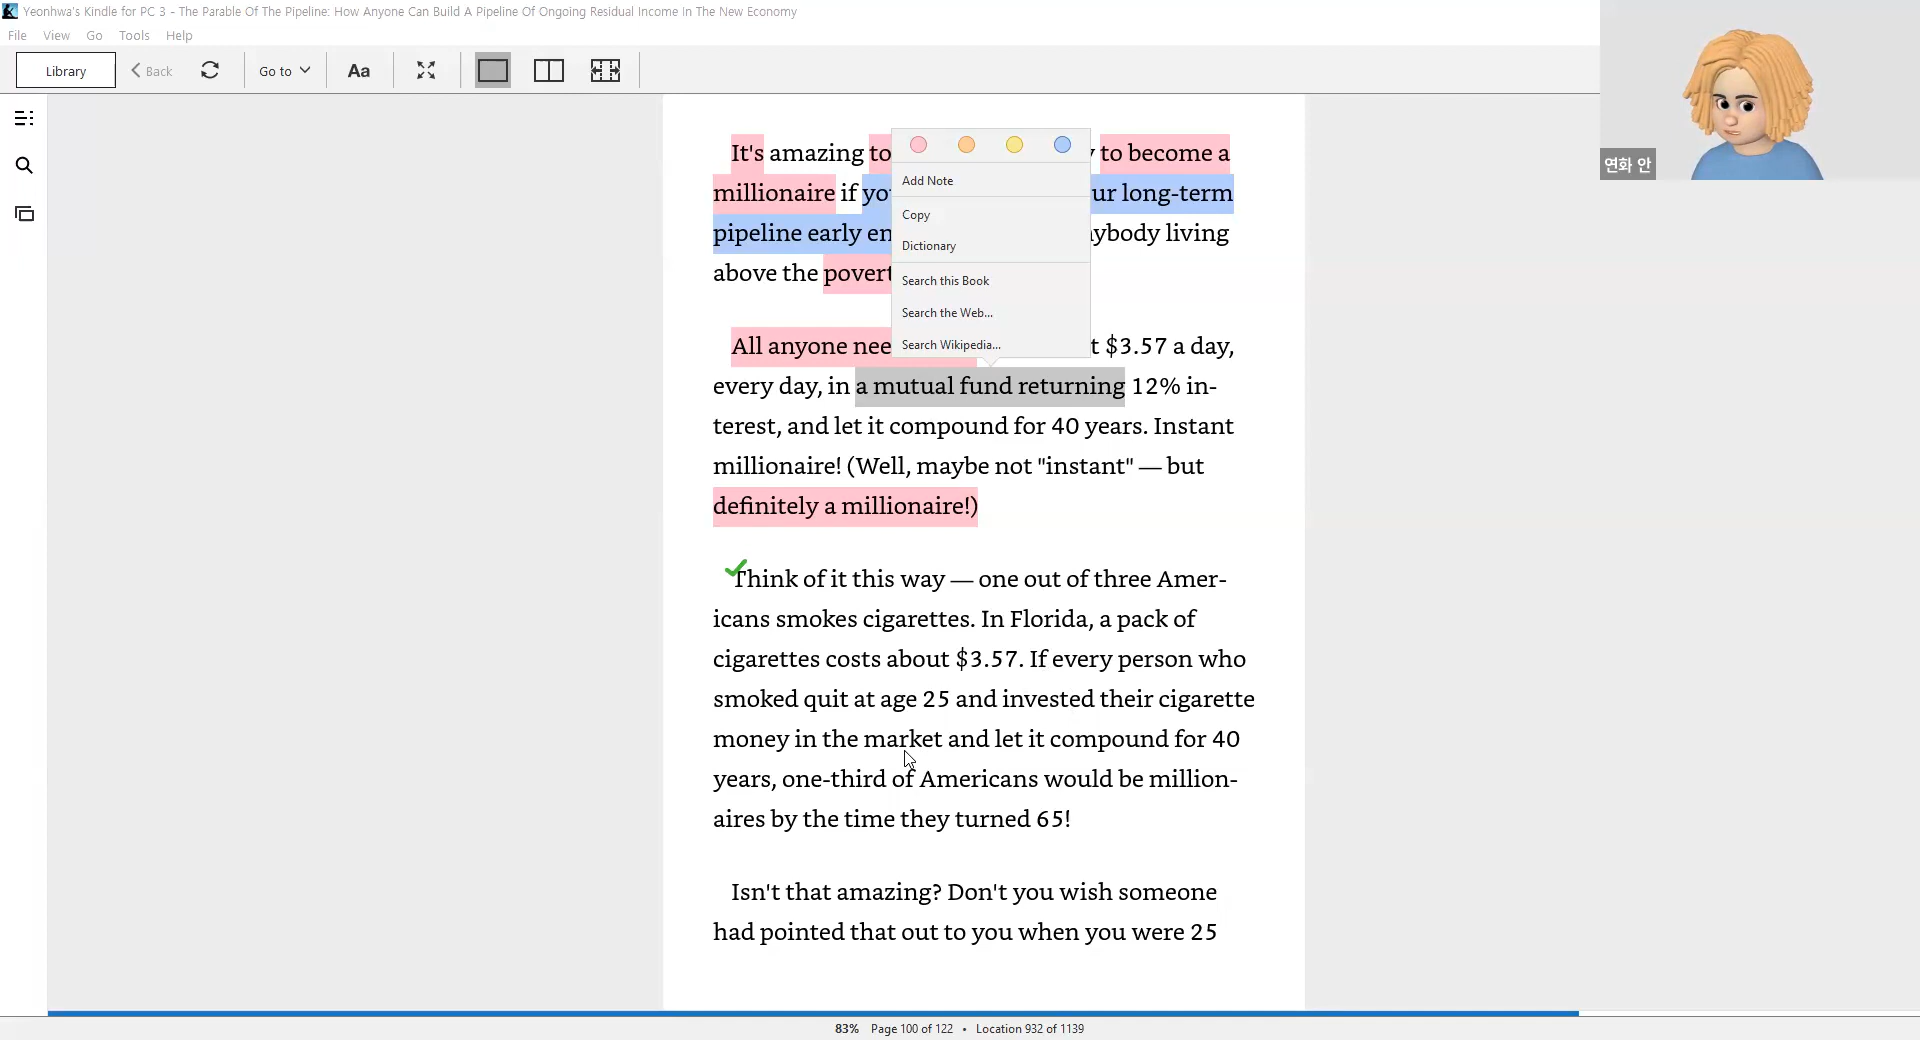 Yeonhwa's Kindle for PC 3 - The Parable Of The Pipeline: How Anyone Can Build A Pipeline Of Ongoing Residual Income In The New Economy
File View Go Tools Help
Library Back Go to Aa
연화 안
It's amazing to to become a
millionaire if yo ur long-term
pipeline early en ybody living
above the povert
Add Note
Copy
Dictionary
Search this Book
Search the Web...
Search Wikipedia...
All anyone nee t $3.57 a day,
every day, in a mutual fund returning 12% in-
terest, and let it compound for 40 years. Instant
millionaire! (Well, maybe not "instant" — but
definitely a millionaire!)
Think of it this way — one out of three Amer-
icans smokes cigarettes. In Florida, a pack of
cigarettes costs about $3.57. If every person who
smoked quit at age 25 and invested their cigarette
money in the market and let it compound for 40
years, one-third of Americans would be million-
aires by the time they turned 65!
Isn't that amazing? Don't you wish someone
had pointed that out to you when you were 25
83% Page 100 of 122 • Location 932 of 1139